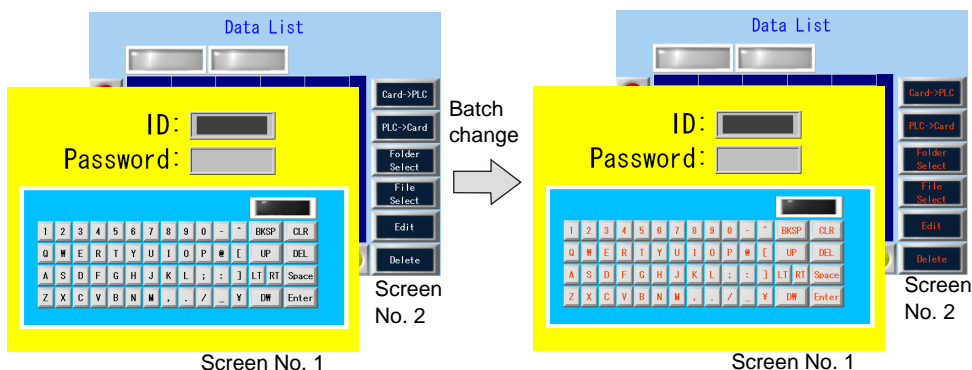 Data List
Card->PLC
PLC->Card
Folder
Select
File
Select
Edit
Delete
ID:
Password:
1 2 3 4 5 6 7 8 9 0 - ^ BKSP CLR
Q W E R T Y U I O P @ [ UP DEL
A S D F G H J K L ; : ] LT RT Space
Z X C V B N M , . / _ ¥ DW Enter
Screen
No. 2
Screen No. 1
Batch
change
Data List
Card->PLC
PLC->Card
Folder
Select
File
Select
Edit
Delete
ID:
Password:
1 2 3 4 5 6 7 8 9 0 - ^ BKSP CLR
Q W E R T Y U I O P @ [ UP DEL
A S D F G H J K L ; : ] LT RT Space
Z X C V B N M , . / _ ¥ DW Enter
Screen
No. 2
Screen No. 1